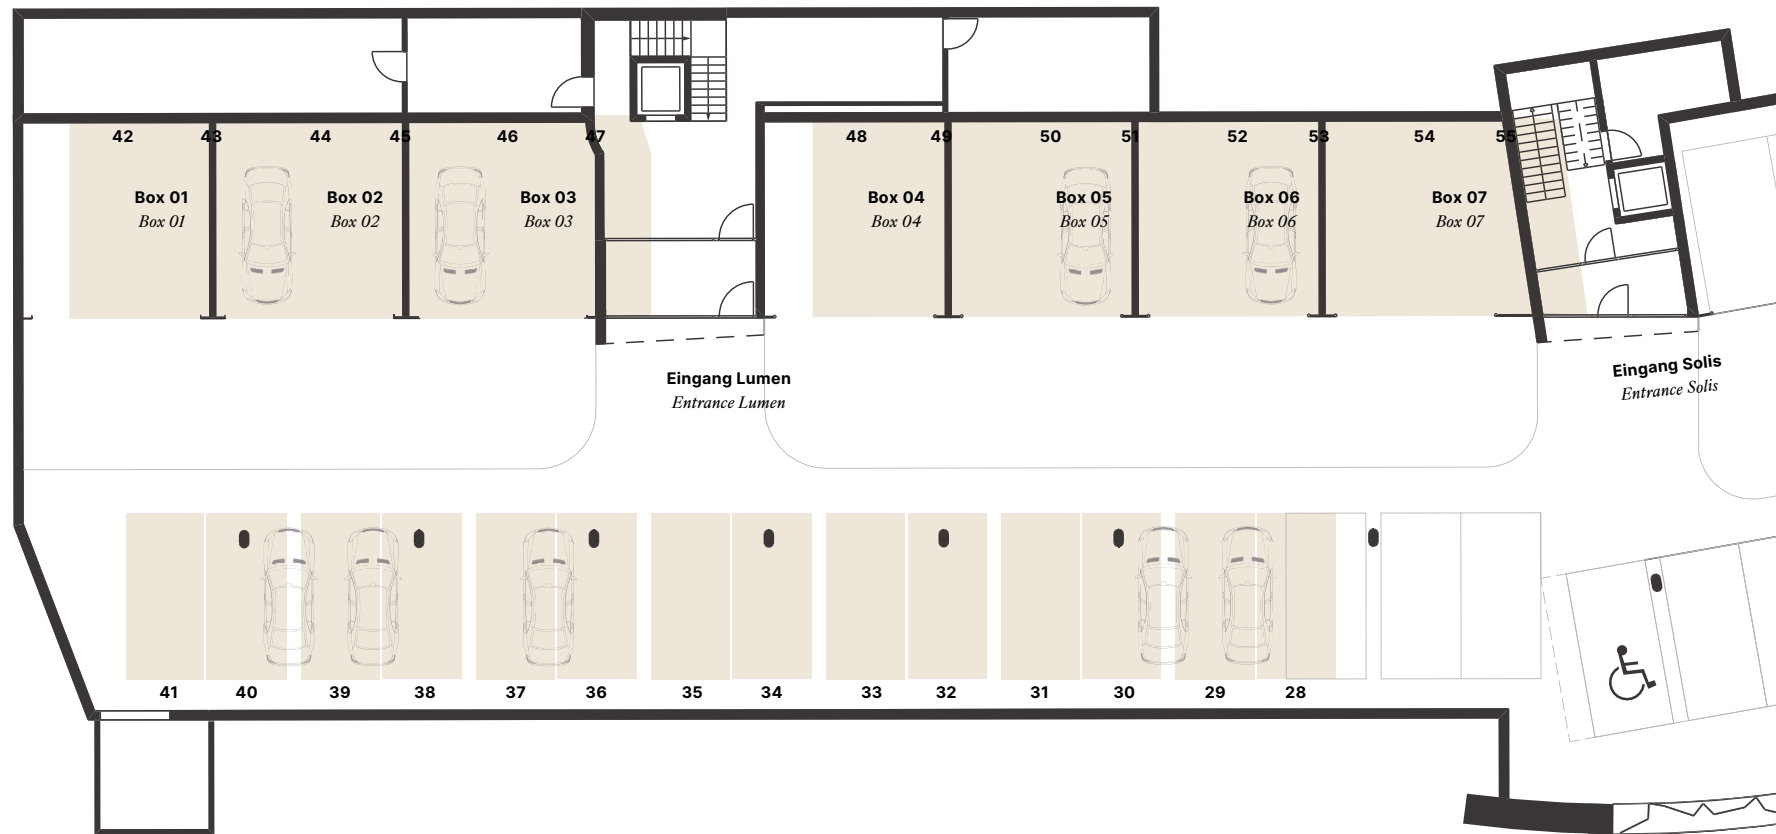 42 43 44 45 46 47 48 49 50 51 52 53 54 55
Box 01 Box 02 Box 03 Box 04 Box 05 Box 06 Box 07
Box 01 Box 02 Box 03 Box 04 Box 05 Box 06 Box 07
Eingang Lumen
Entrance Lumen
Eingang Solis
Entrance Solis
41 40 39 38 37 36 35 34 33 32 31 30 29 28